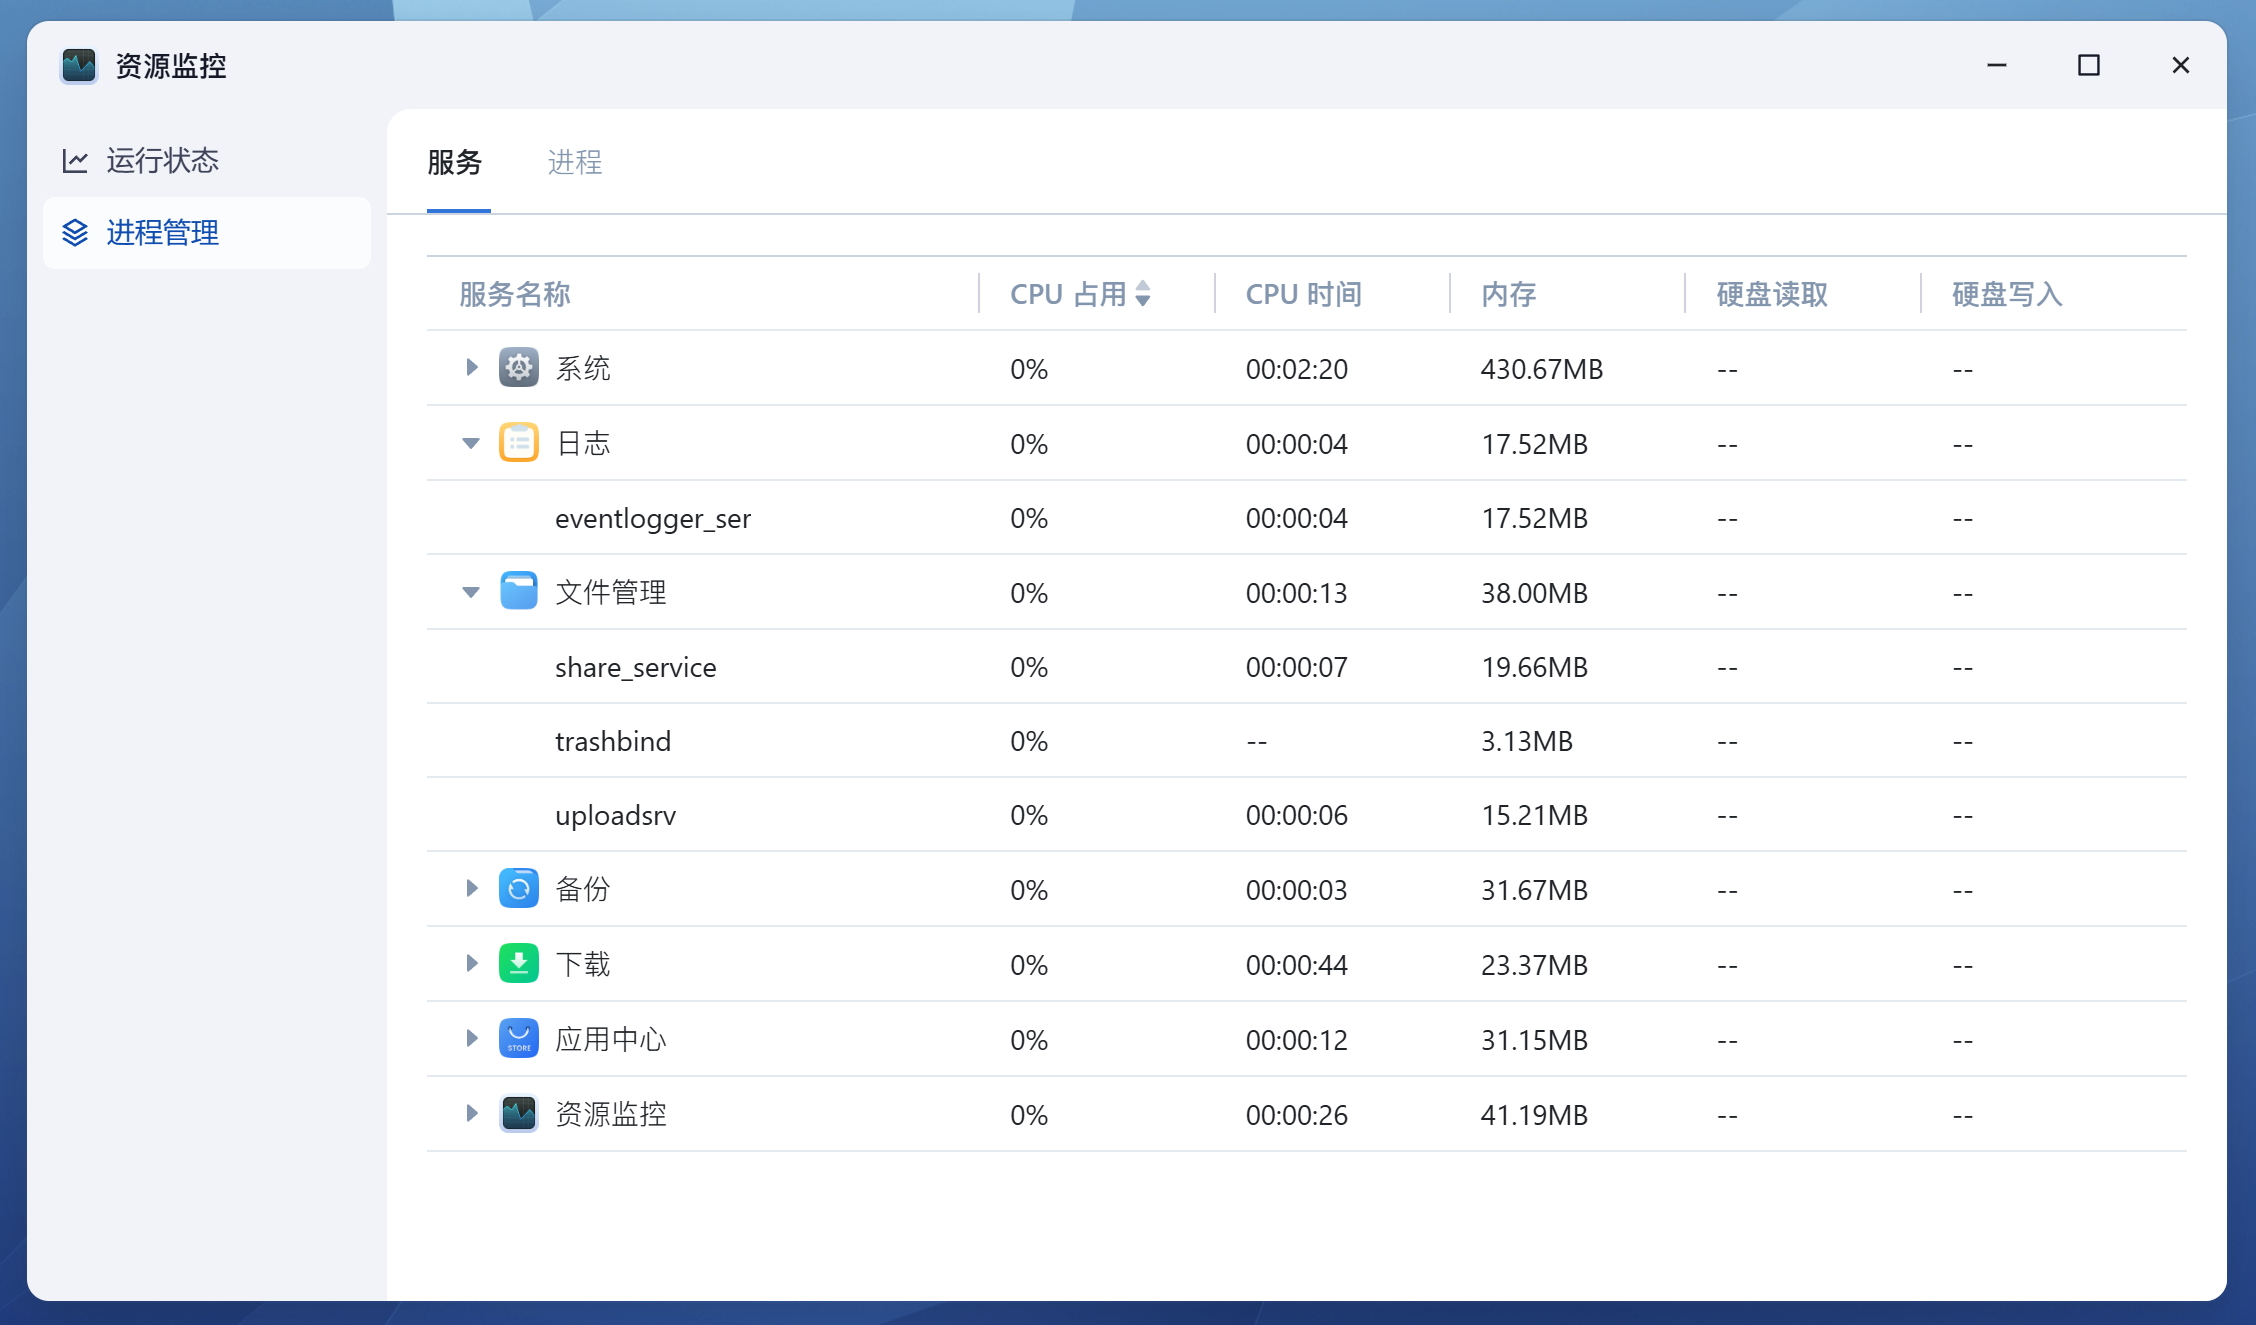 资源监控
运行状态
进程管理
服务 进程
服务名称 CPU 占用 CPU 时间 内存 硬盘读取 硬盘写入
系统 0% 00:02:20 430.67MB -- --
日志 0% 00:00:04 17.52MB -- --
eventlogger_ser 0% 00:00:04 17.52MB -- --
文件管理 0% 00:00:13 38.00MB -- --
share_service 0% 00:00:07 19.66MB -- --
trashbind 0% -- 3.13MB -- --
uploadsrv 0% 00:00:06 15.21MB -- --
备份 0% 00:00:03 31.67MB -- --
下载 0% 00:00:44 23.37MB -- --
STORE 应用中心 0% 00:00:12 31.15MB -- --
资源监控 0% 00:00:26 41.19MB -- --